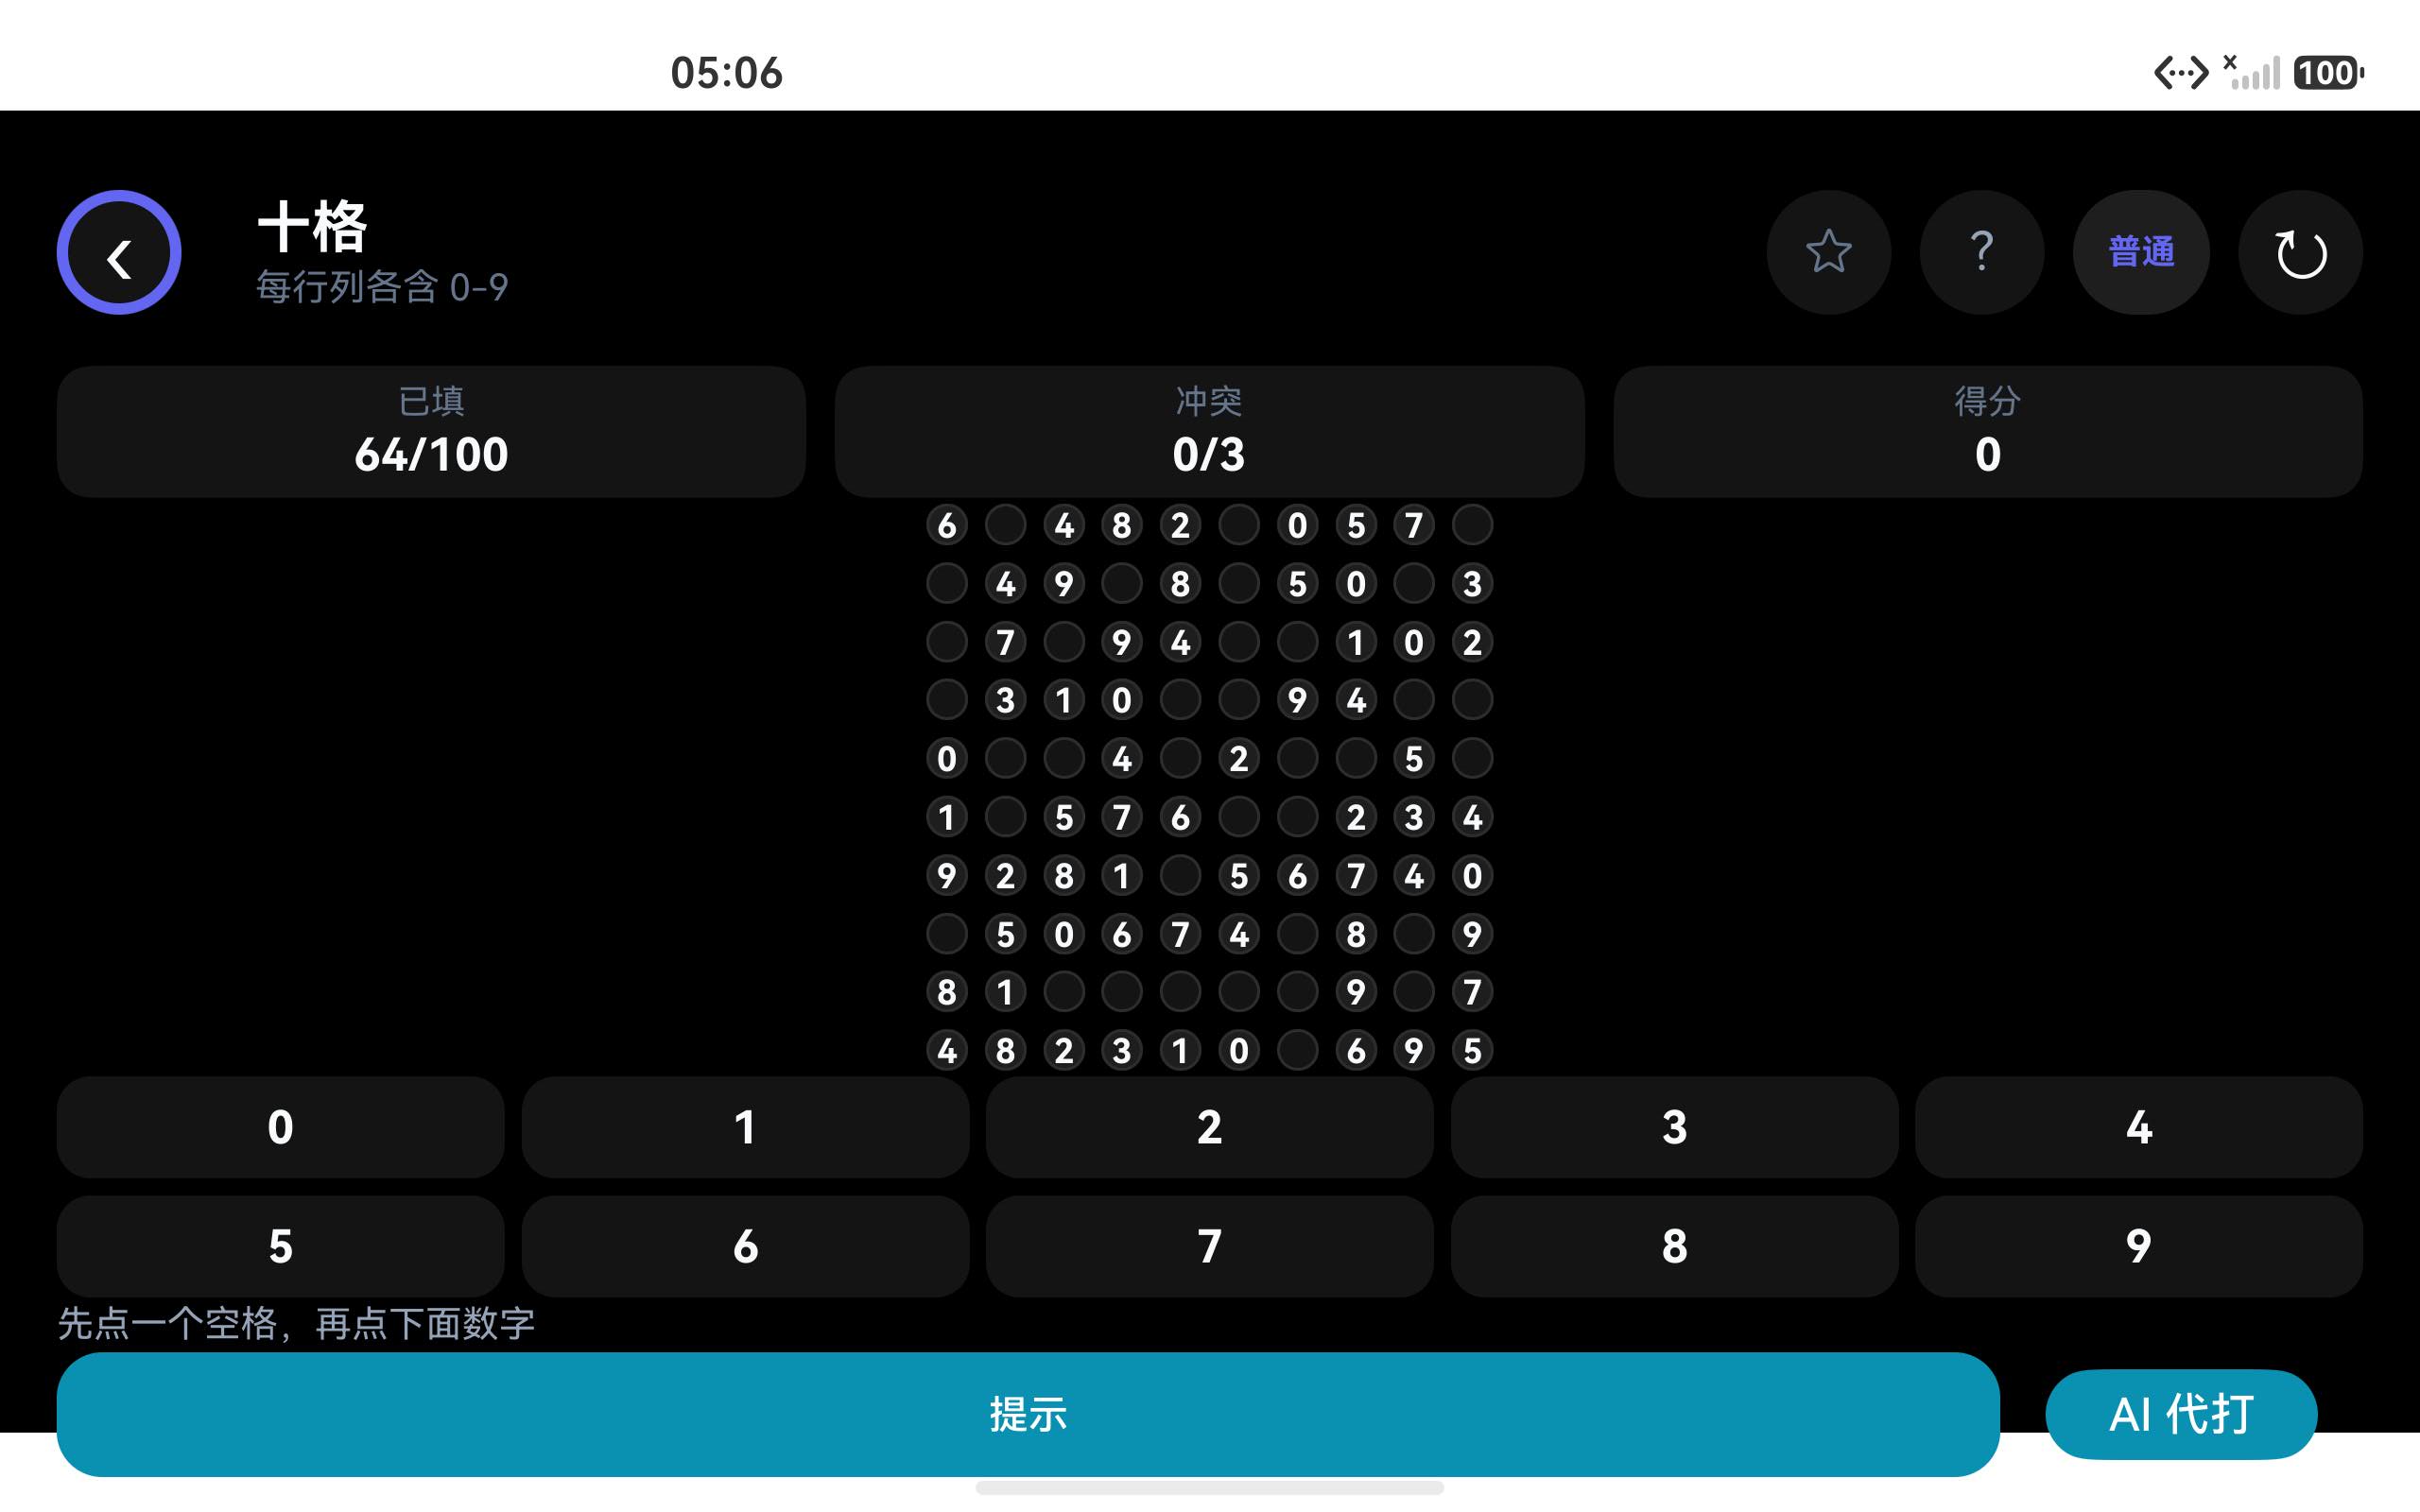 05:06
100
十格
每行列各含 0-9
?
普通
已填
64/100
冲突
0/3
得分
0
6 4 8 2 0 5 7
4 9 8 5 0 3
7 9 4 1 0 2
3 1 0 9 4
0 4 2 5
1 5 7 6 2 3 4
9 2 8 1 5 6 7 4 0
5 0 6 7 4 8 9
8 1 9 7
4 8 2 3 1 0 6 9 5
0 1 2 3 4
5 6 7 8 9
先点一个空格，再点下面数字
提示
AI 代打